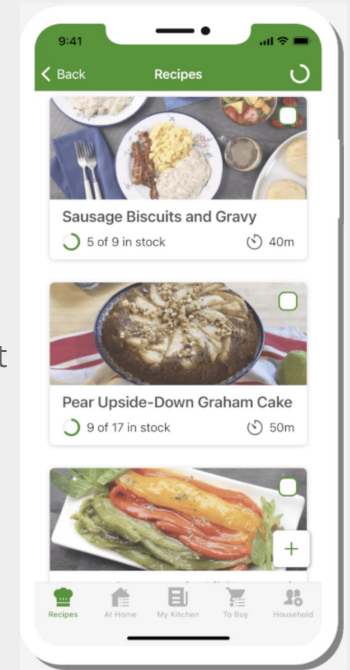 9:41
Back Recipes
Sausage Biscuits and Gravy
5 of 9 in stock 40m
t
Pear Upside-Down Graham Cake
9 of 17 in stock 50m
+
Recipes At Home My Kitchen To Buy Household